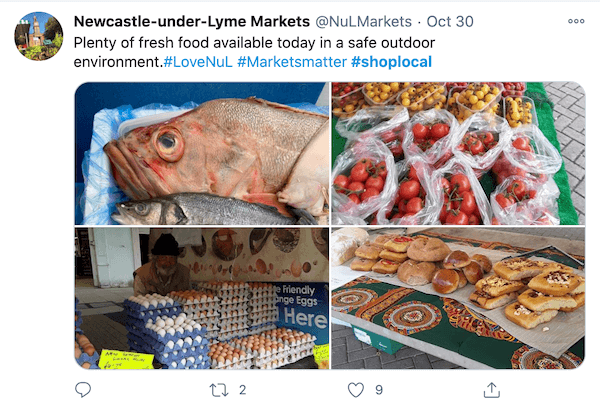 Newcastle-under-Lyme Markets @NuLMarkets · Oct 30 ···
Plenty of fresh food available today in a safe outdoor
environment.#LoveNuL #Marketsmatter #shoplocal
e Friendly
nge Eggs
Here
2
9